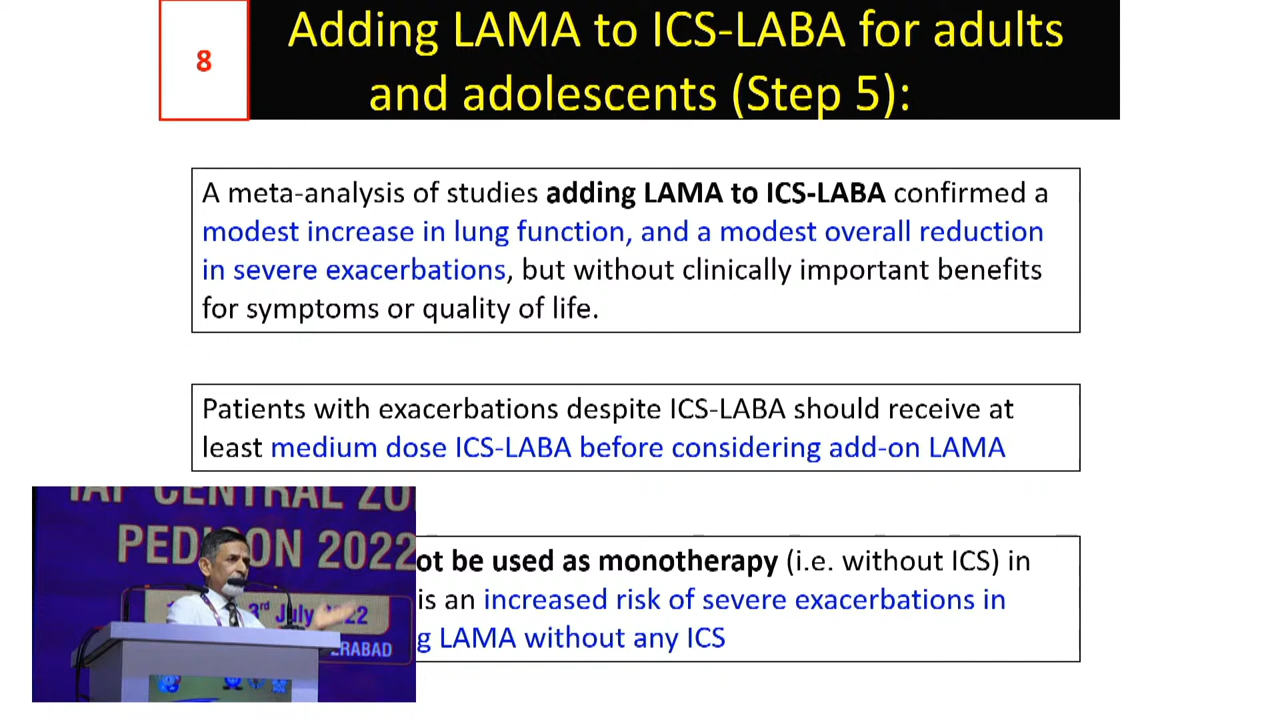 8
Adding LAMA to ICS-LABA for adults
and adolescents (Step 5):
A meta-analysis of studies adding LAMA to ICS-LABA confirmed a
modest increase in lung function, and a modest overall reduction
in severe exacerbations, but without clinically important benefits
for symptoms or quality of life.
Patients with exacerbations despite ICS-LABA should receive at
least medium dose ICS-LABA before considering add-on LAMA
be used as monotherapy (i.e. without ICS) in
is an increased risk of severe exacerbations in
LAMA without any ICS
IAP CENTRAL
2022
3rd July